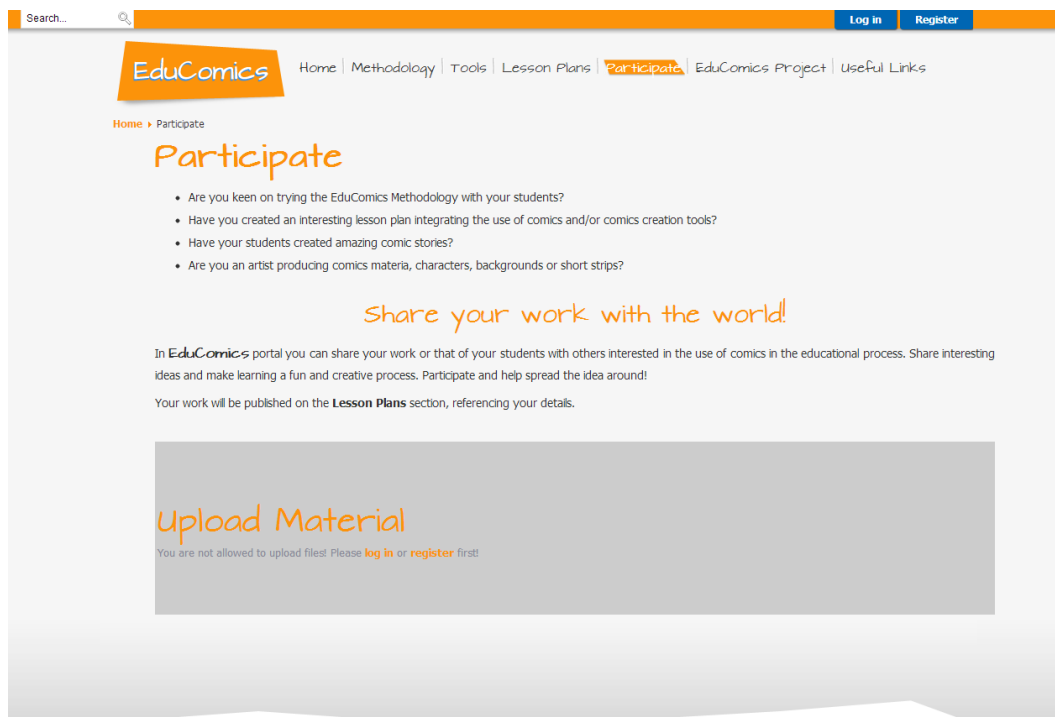 Search...
Log in
Register
EduComics
Home
Methodology
Tools
Lesson Plans
Participate
EduComics Project
Useful Links
Home
Participate
Participate
Are you keen on trying the EduComics Methodology with your students?
Have you created an interesting lesson plan integrating the use of comics and/or comics creation tools?
Have your students created amazing comic stories?
Are you an artist producing comics materia, characters, backgrounds or short strips?
Share your work with the world!
In EduComics portal you can share your work or that of your students with others interested in the use of comics in the educational process. Share interesting
ideas and make learning a fun and creative process. Participate and help spread the idea around!
Your work will be published on the Lesson Plans section, referencing your details.
Upload Material
You are not allowed to upload files! Please log in or register first!